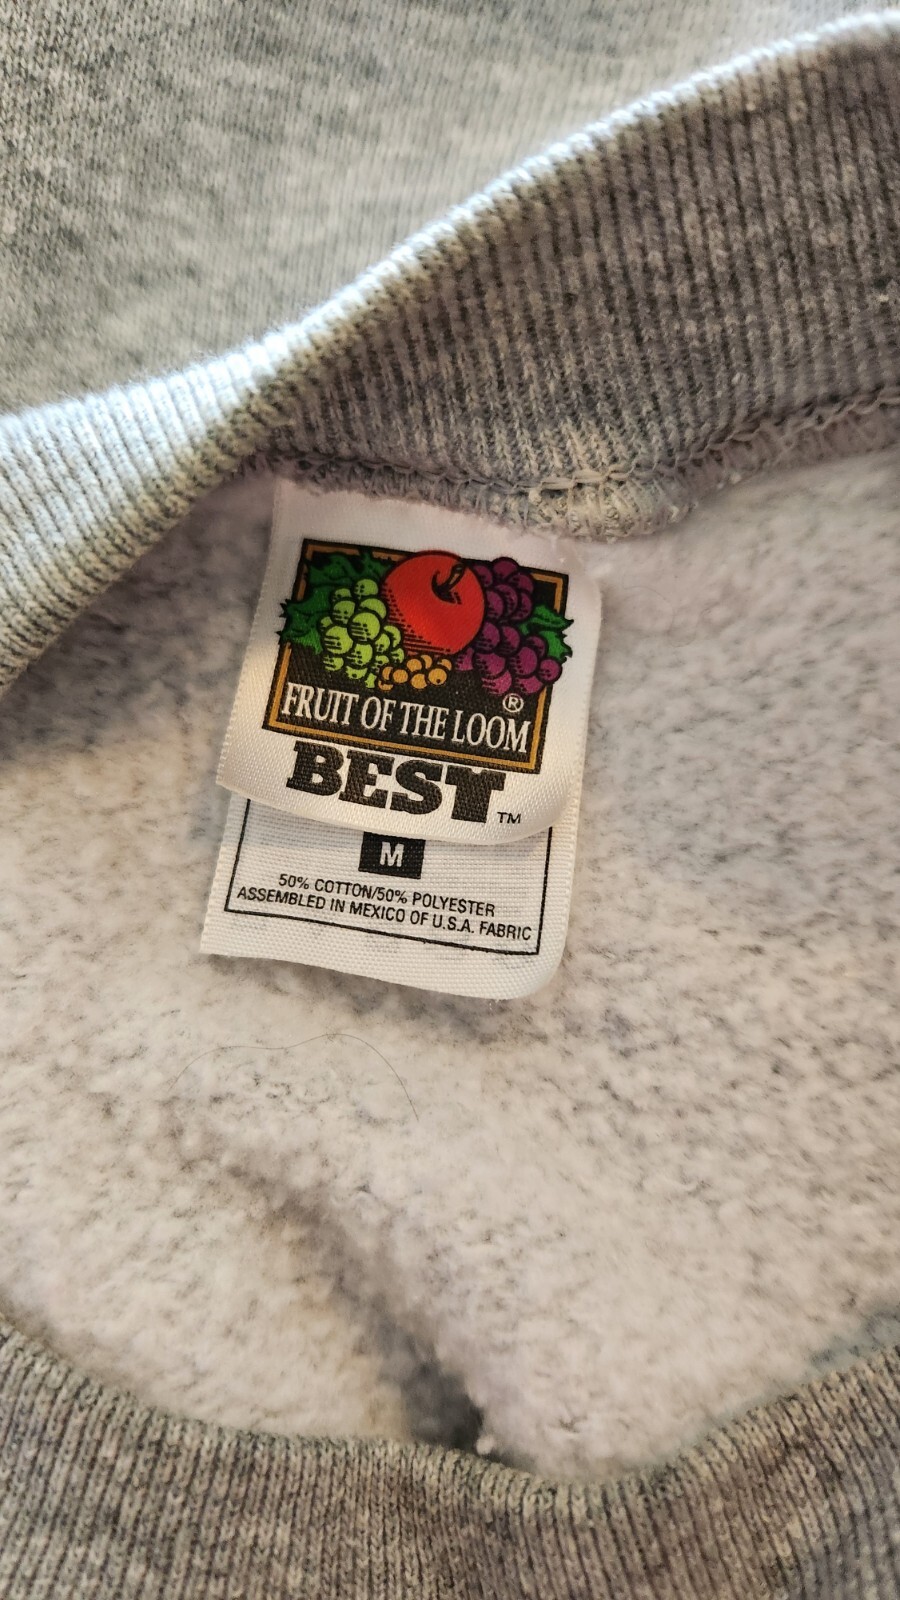 ®
FRUIT OF THE LOOM
BEST™
M
50% COTTON/50% POLYESTER
ASSEMBLED IN MEXICO OF U.S.A. FABRIC